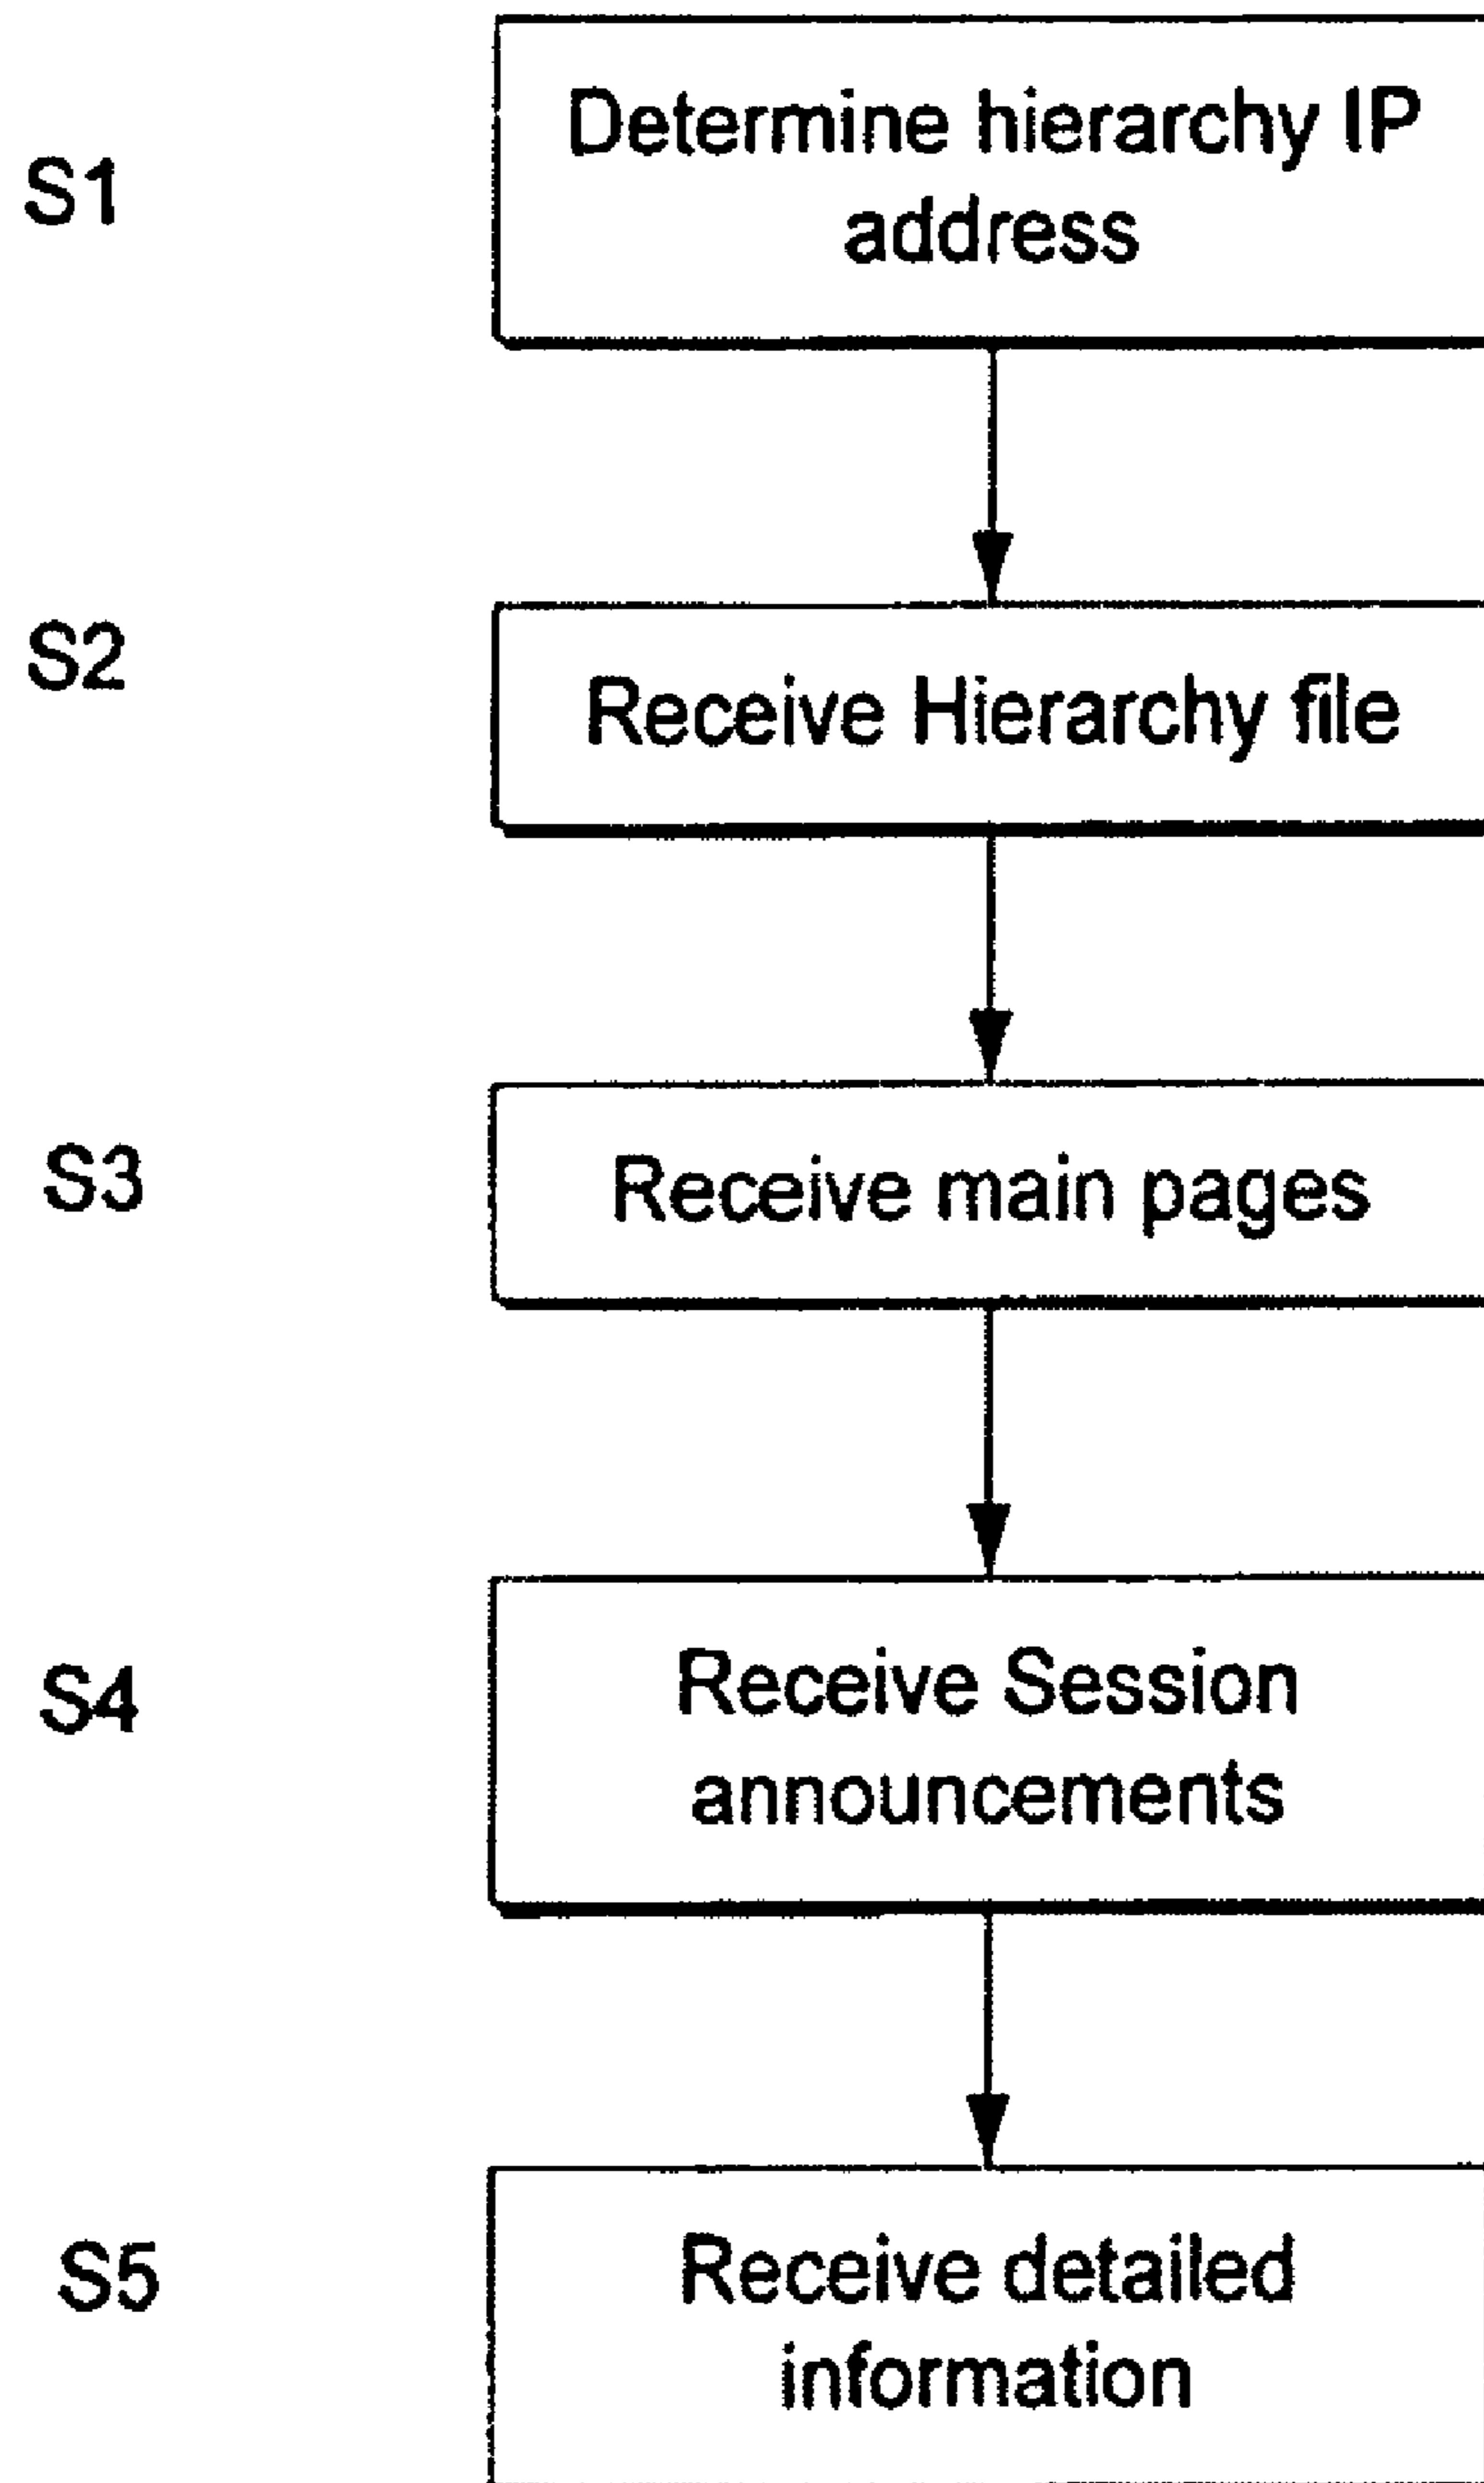 S1
Determine hierarchy IP
address
S2
Receive Hierarchy file
S3
Receive main pages
S4
Receive Session
announcements
S5
Receive detailed
information